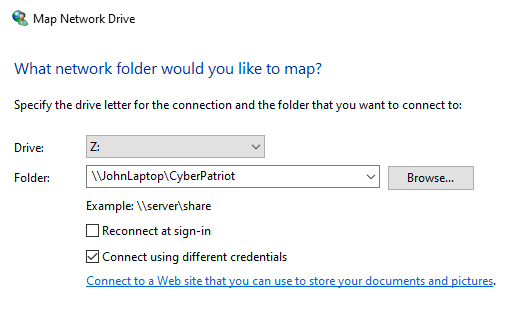 Map Network Drive
What network folder would you like to map?
Specify the drive letter for the connection and the folder that you want to connect to:
Drive: Z:
Folder: \\JohnLaptop\CyberPatriot Browse...
Example: \\server\share
Reconnect at sign-in
Connect using different credentials
Connect to a Web site that you can use to store your documents and pictures.